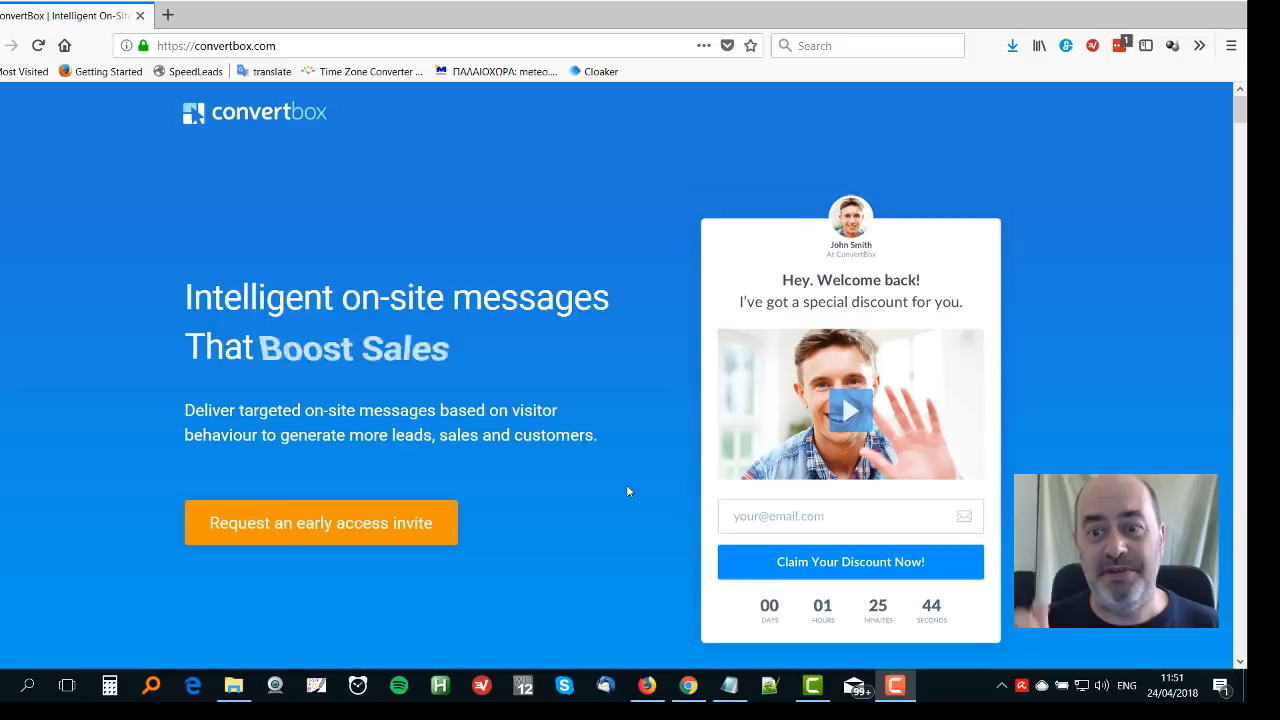 onvertBox | Intelligent On-Sit
https://convertbox.com
Search
1
ost Visited
Getting Started
SpeedLeads
translate
Time Zone Converter ...
ΠΑΛΑΙΟΧΩΡΑ: meteo....
Cloaker
convertbox
John Smith
At ConvertBox
Hey. Welcome back!
I've got a special discount for you.
Intelligent on-site messages
That Boost Sales
Deliver targeted on-site messages based on visitor
behaviour to generate more leads, sales and customers.
Request an early access invite
your@email.com
Claim Your Discount Now!
00 01 25 44
DAYS HOURS MINUTES SECONDS
12
99+
ENG
11:51
24/04/2018
1